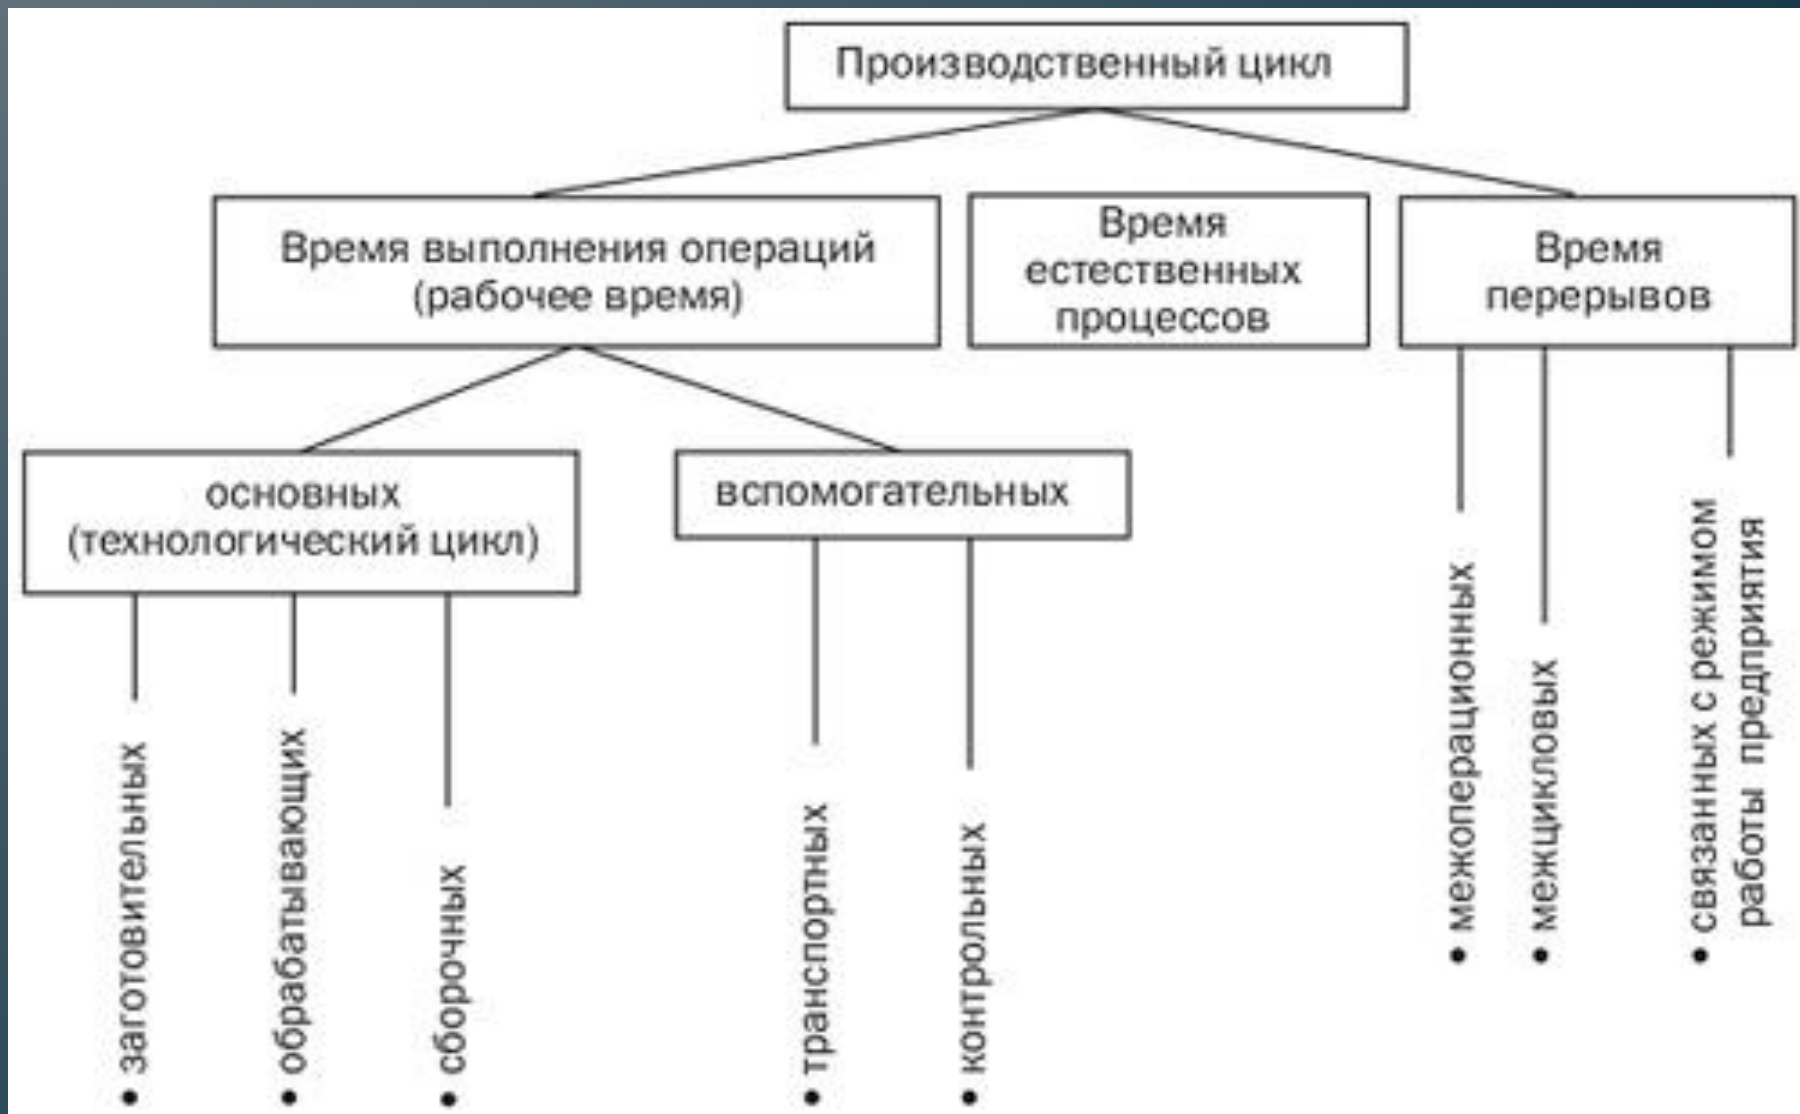 Производственный цикл
Время выполнения операций
(рабочее время)
Время
естественных
процессов
Время
перерывов
основных
(технологический цикл)
вспомогательных
• заготовительных
• обрабатывающих
• сборочных
• транспортных
• контрольных
• межоперационных
• межцикловых
• связанных с режимом
работы предприятия